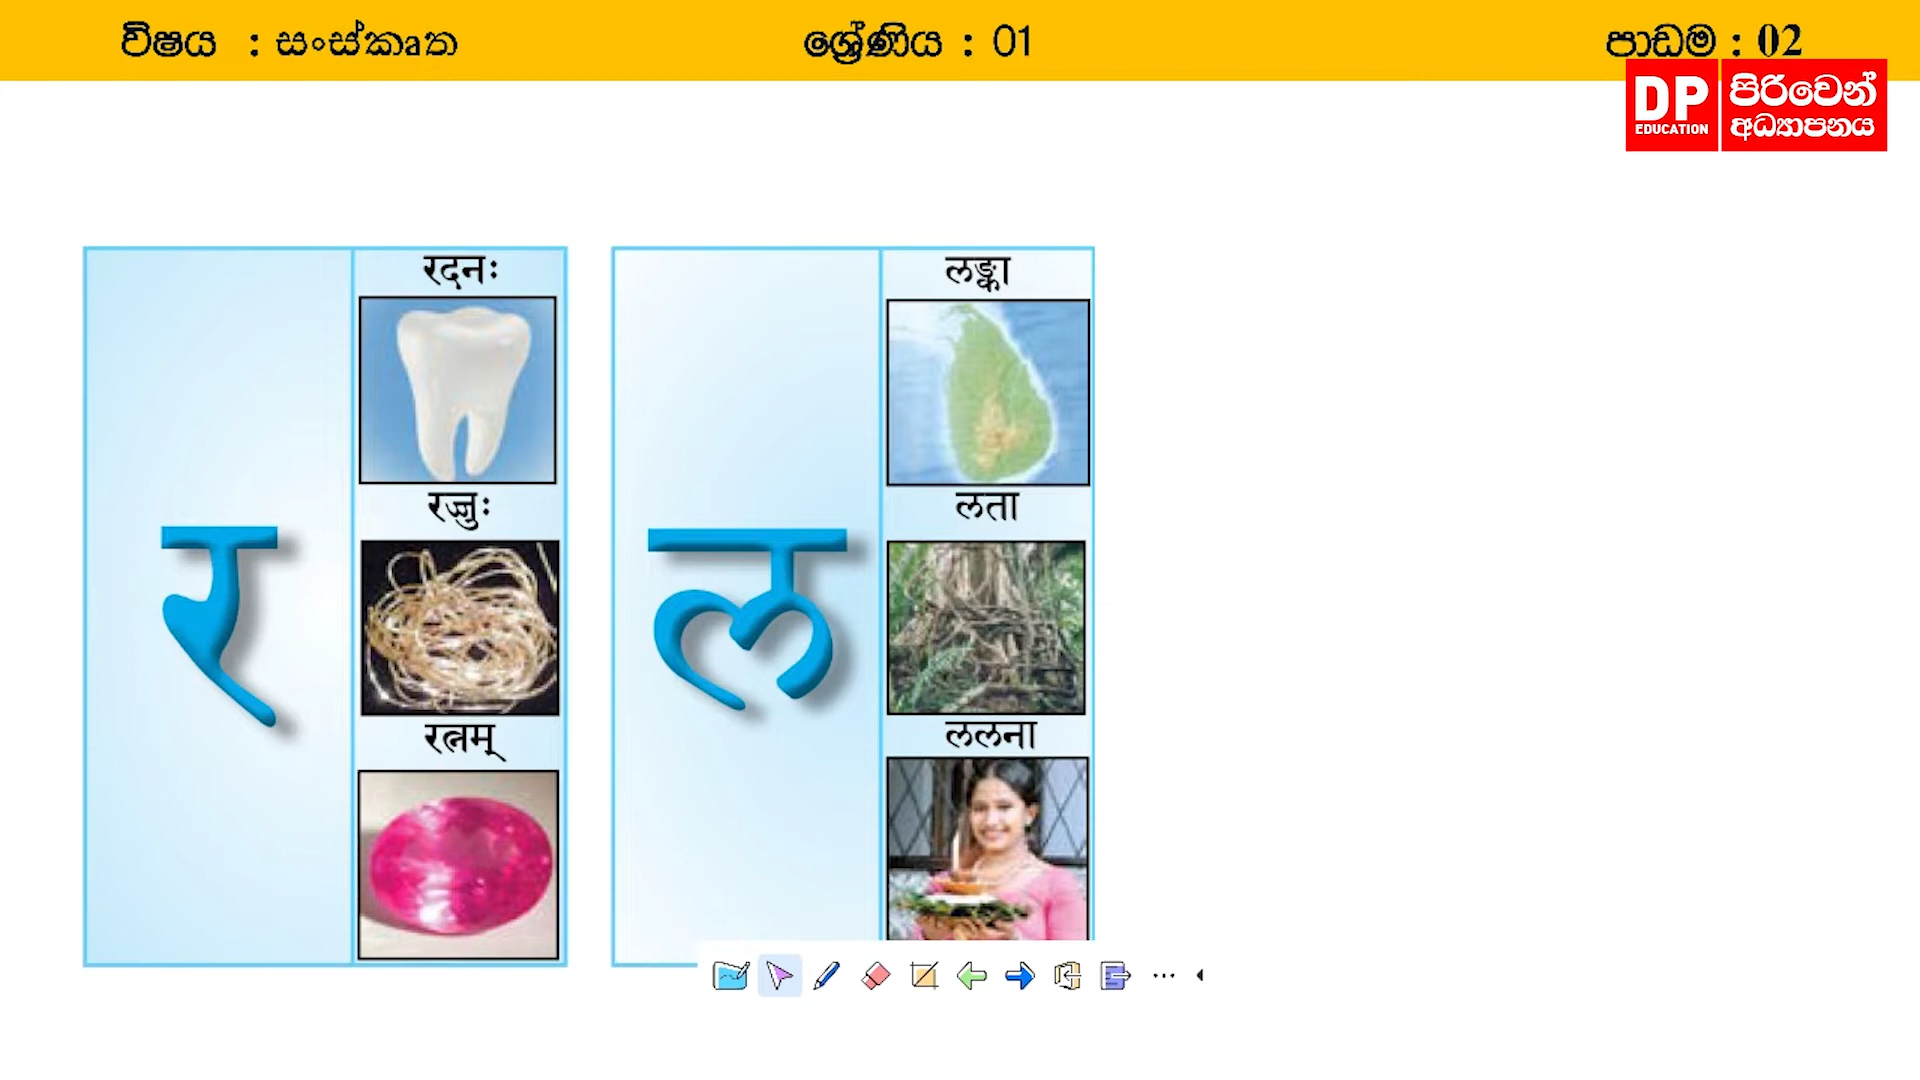 විෂය : සංස්කෘත
ශ්‍රේණිය : 01
පාඩම : 02
DP
EDUCATION
පිරිවෙන්
අධ්‍යාපනය
र
रदनः
रज्जुः
रत्नम्
ल
लङ्का
लता
ललना